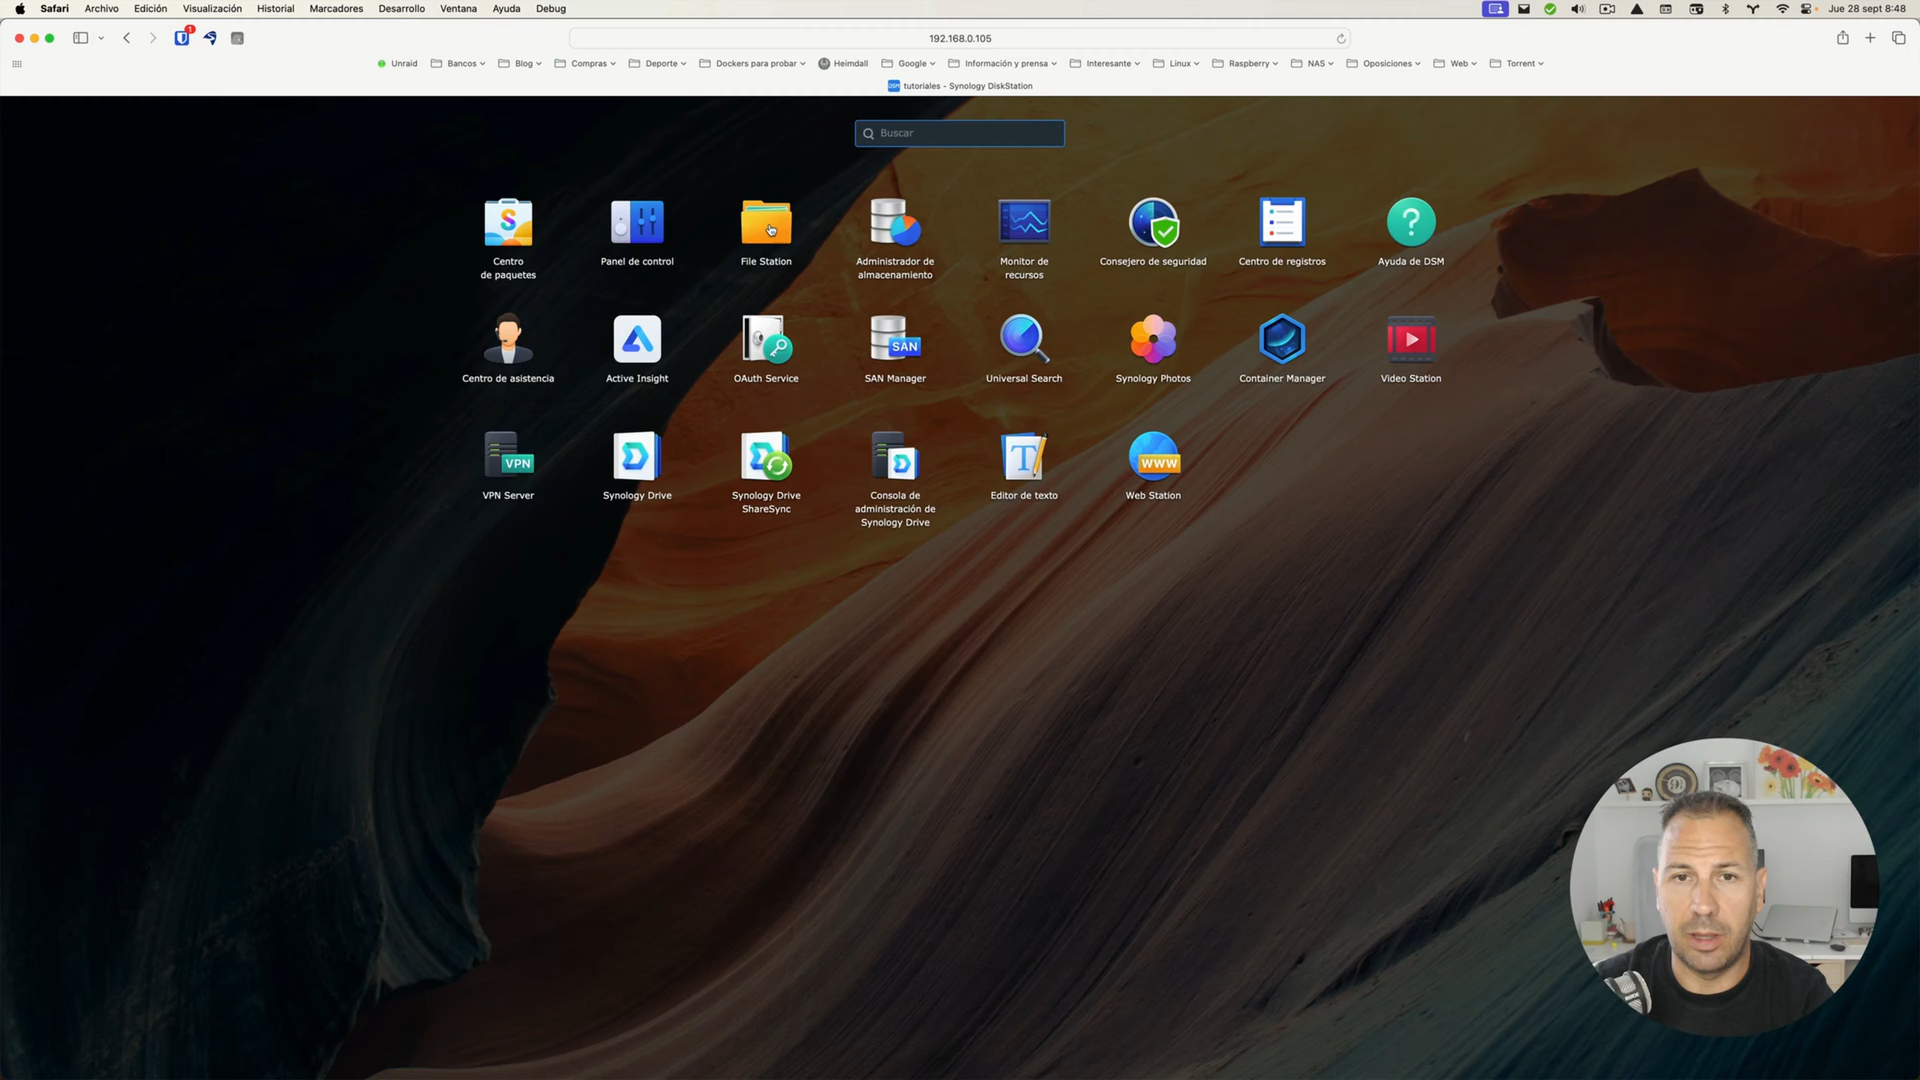 Safari Archivo Edición Visualización Historial Marcadores Desarrollo Ventana Ayuda Debug Jue 28 sept 8:48
1
192.168.0.105
Unraid Bancos Blog Compras Deporte Dockers para probar Heimdall Google Información y prensa Interesante Linux Raspberry NAS Oposiciones Web Torrent
DSM tutoriales - Synology DiskStation
Buscar
S ?
Centro de paquetes
Panel de control
File Station
Administrador de almacenamiento
Monitor de recursos
Consejero de seguridad
Centro de registros
Ayuda de DSM
SAN
Centro de asistencia
Active Insight
OAuth Service
SAN Manager
Universal Search
Synology Photos
Container Manager
Video Station
VPN T WWW
VPN Server
Synology Drive
Synology Drive ShareSync
Consola de administración de Synology Drive
Editor de texto
Web Station